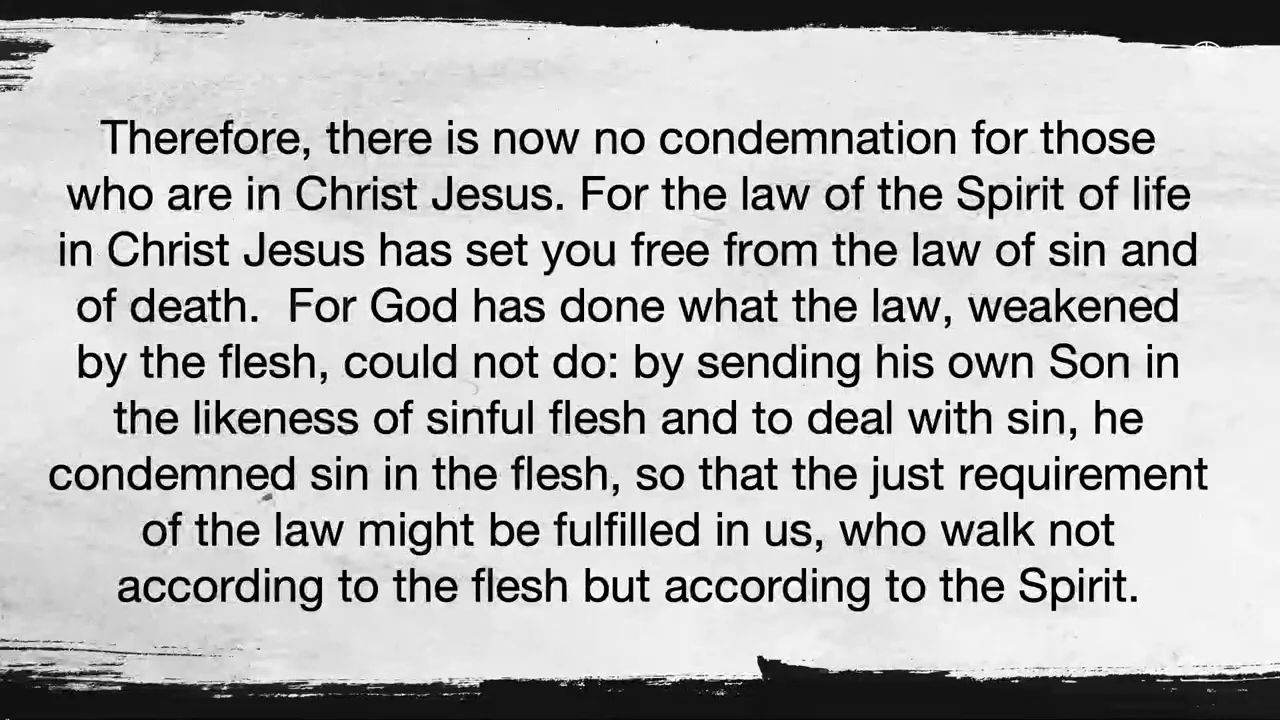 Therefore, there is now no condemnation for those
who are in Christ Jesus. For the law of the Spirit of life
in Christ Jesus has set you free from the law of sin and
of death.  For God has done what the law, weakened
by the flesh, could not do: by sending his own Son in
the likeness of sinful flesh and to deal with sin, he
condemned sin in the flesh, so that the just requirement
of the law might be fulfilled in us, who walk not
according to the flesh but according to the Spirit.